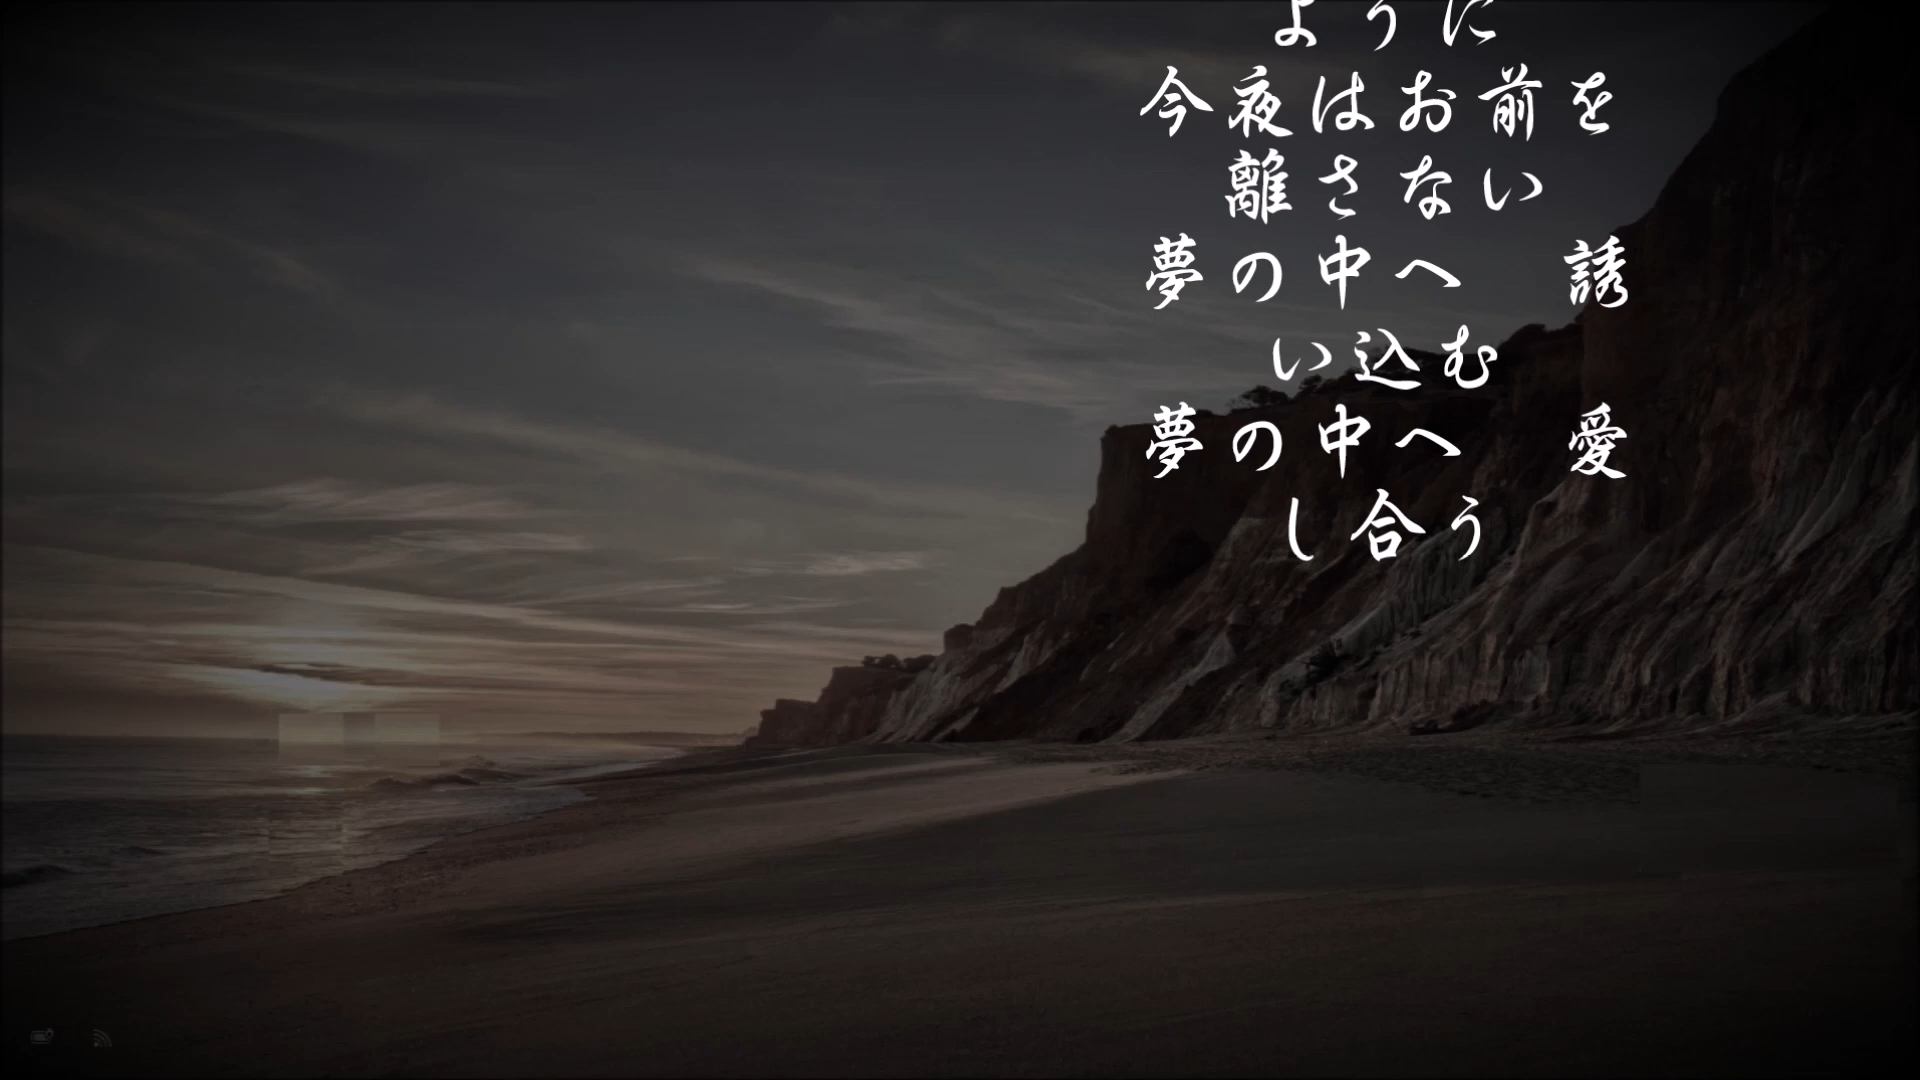 ように
今夜はお前を
離さない
夢の中へ　誘
い込む
夢の中へ　愛
し合う